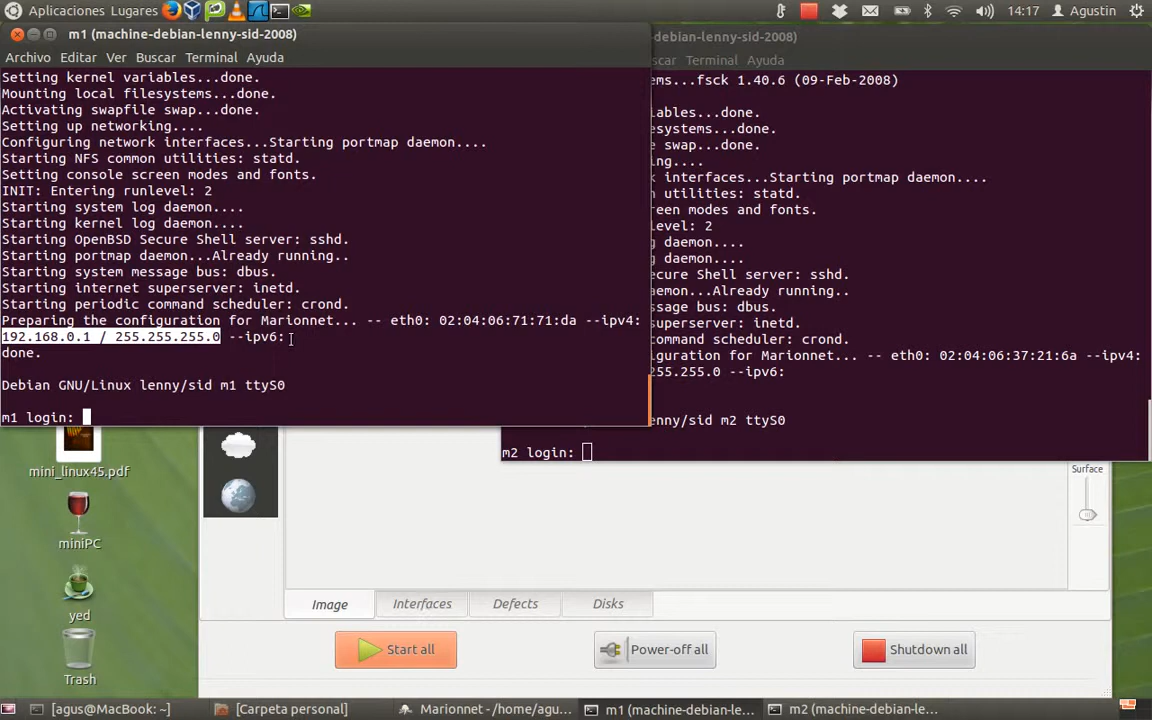 Aplicaciones Lugares
14:17 Agustin
m1 (machine-debian-lenny-sid-2008)
Archivo Editar Ver Buscar Terminal Ayuda
Setting kernel variables...done.
Mounting local filesystems...done.
Activating swapfile swap...done.
Setting up networking....
Configuring network interfaces...Starting portmap daemon....
Starting NFS common utilities: statd.
Setting console screen modes and fonts.
INIT: Entering runlevel: 2
Starting system log daemon....
Starting kernel log daemon....
Starting OpenBSD Secure Shell server: sshd.
Starting portmap daemon...Already running..
Starting system message bus: dbus.
Starting internet superserver: inetd.
Starting periodic command scheduler: crond.
Preparing the configuration for Marionnet... -- eth0: 02:04:06:71:71:da --ipv4:
192.168.0.1 / 255.255.255.0 --ipv6:
done.
Debian GNU/Linux lenny/sid m1 ttyS0
m1 login:
-debian-lenny-sid-2008)
scar Terminal Ayuda
ems...fsck 1.40.6 (09-Feb-2008)
iables...done.
esystems...done.
e swap...done.
ing....
k interfaces...Starting portmap daemon....
n utilities: statd.
reen modes and fonts.
level: 2
g daemon....
og daemon....
ecure Shell server: sshd.
aemon...Already running..
ssage bus: dbus.
superserver: inetd.
command scheduler: crond.
iguration for Marionnet... -- eth0: 02:04:06:37:21:6a --ipv4:
255.255.0 --ipv6:
enny/sid m2 ttyS0
m2 login:
mini_linux45.pdf
miniPC
yed
Trash
Surface
Image Interfaces Defects Disks
Start all Power-off all Shutdown all
[agus@MacBook: ~] [Carpeta personal] Marionnet - /home/agu... m1 (machine-debian-le... m2 (machine-debian-le...